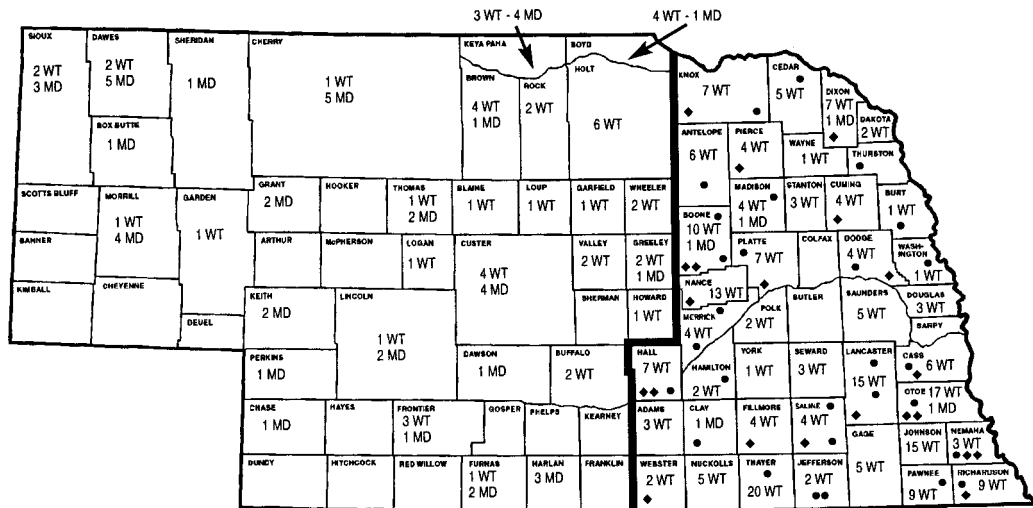 3 WT - 4 MD
4 WT - 1 MD
SIOUX
2 WT
3 MD
DAWES
2 WT
5 MD
SHERIDAN
1 MD
CHERRY
1 WT
5 MD
KEYA PAHA
BOYD
BROWN
4 WT
1 MD
ROCK
2 WT
HOLT
6 WT
KNOX
7 WT
CEDAR
5 WT
DIXON
7 WT
1 MD
DAKOTA
2 WT
BOX BUTTE
1 MD
ANTELOPE
6 WT
PIERCE
4 WT
WAYNE
1 WT
THURSTON
SCOTTS BLUFF
MORRILL
1 WT
4 MD
GARDEN
1 WT
GRANT
2 MD
HOOKER
THOMAS
1 WT
2 MD
BLAINE
1 WT
LOUP
1 WT
GARFIELD
1 WT
WHEELER
2 WT
MADISON
4 WT
1 MD
STANTON
3 WT
CUMING
4 WT
BURT
1 WT
BOONE
10 WT
1 MD
BANNER
ARTHUR
McPHERSON
LOGAN
1 WT
CUSTER
4 WT
4 MD
VALLEY
2 WT
GREELEY
2 WT
1 MD
PLATTE
7 WT
COLFAX
DODGE
4 WT
WASH-
INGTON
1 WT
NANCE
13 WT
KIMBALL
CHEYENNE
DEUEL
KEITH
2 MD
LINCOLN
1 WT
2 MD
SHERMAN
HOWARD
1 WT
MERRICK
4 WT
POLK
2 WT
BUTLER
SAUNDERS
5 WT
DOUGLAS
3 WT
SARPY
PERKINS
1 MD
DAWSON
1 MD
BUFFALO
2 WT
HALL
7 WT
HAMILTON
2 WT
YORK
1 WT
SEWARD
3 WT
LANCASTER
15 WT
CASS
6 WT
OTOE
17 WT
1 MD
CHASE
1 MD
HAYES
FRONTIER
3 WT
1 MD
GOSPER
PHELPS
KEARNEY
ADAMS
3 WT
CLAY
1 MD
FILLMORE
4 WT
SALINE
4 WT
GAGE
5 WT
JOHNSON
15 WT
NEMAHA
3 WT
DUNDY
HITCHCOCK
RED WILLOW
FURNAS
1 WT
2 MD
HARLAN
3 MD
FRANKLIN
WEBSTER
2 WT
NUCKOLLS
5 WT
THAYER
20 WT
JEFFERSON
2 WT
PAWNEE
9 WT
RICHARDSON
9 WT